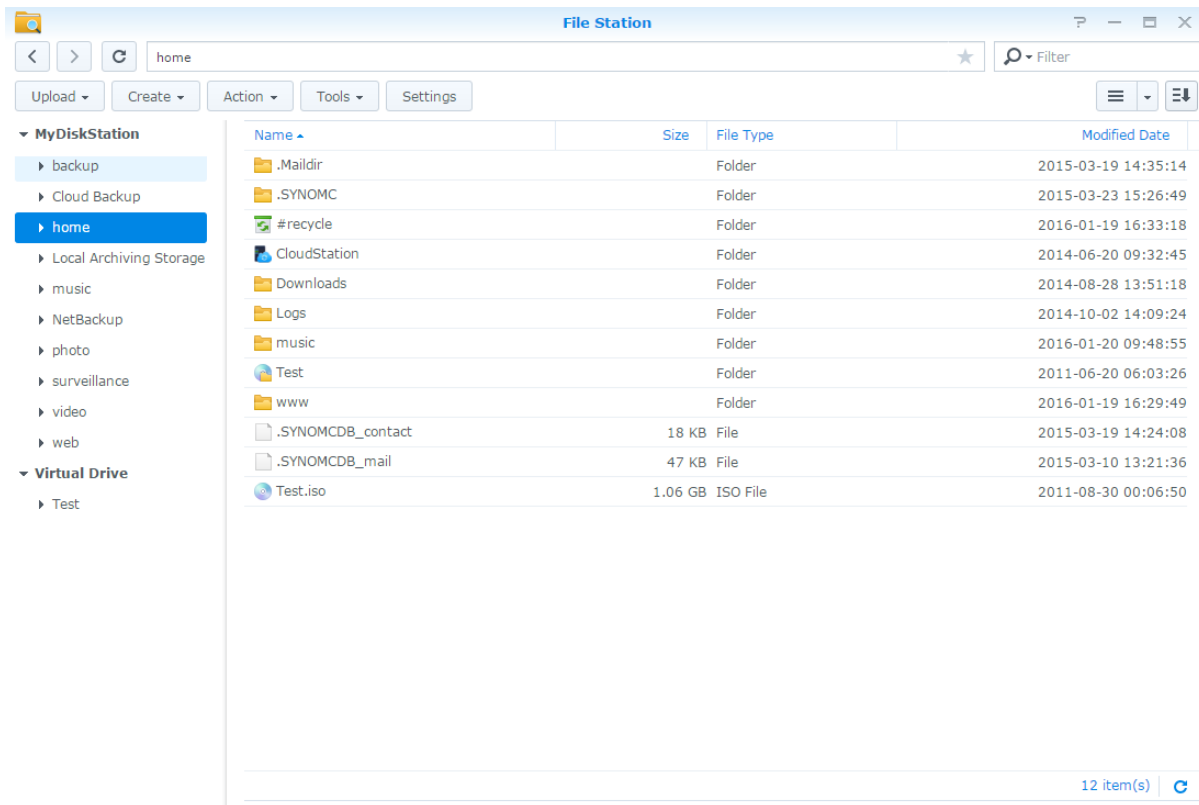 File Station
home
Filter
Upload Create Action Tools Settings
MyDiskStation
backup
Cloud Backup
home
Local Archiving Storage
music
NetBackup
photo
surveillance
video
web
Virtual Drive
Test
Name Size File Type Modified Date
.Maildir Folder 2015-03-19 14:35:14
.SYNOMC Folder 2015-03-23 15:26:49
#recycle Folder 2016-01-19 16:33:18
CloudStation Folder 2014-06-20 09:32:45
Downloads Folder 2014-08-28 13:51:18
Logs Folder 2014-10-02 14:09:24
music Folder 2016-01-20 09:48:55
Test Folder 2011-06-20 06:03:26
www Folder 2016-01-19 16:29:49
.SYNOMCDB_contact 18 KB File 2015-03-19 14:24:08
.SYNOMCDB_mail 47 KB File 2015-03-10 13:21:36
Test.iso 1.06 GB ISO File 2011-08-30 00:06:50
12 item(s)